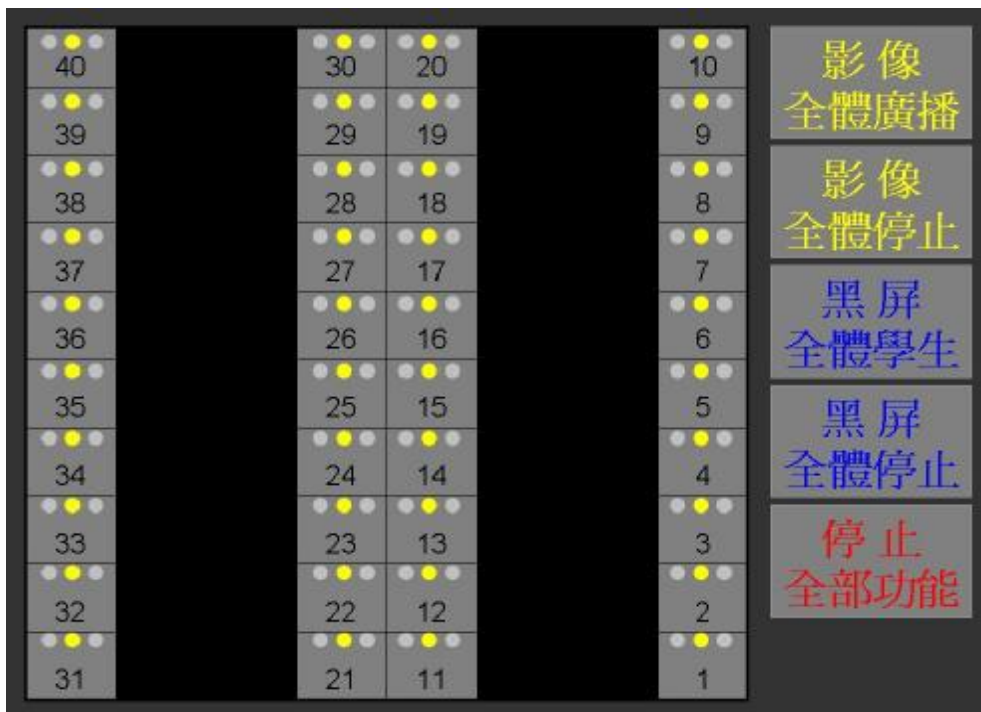 40 30 20 10
39 29 19 9
38 28 18 8
37 27 17 7
36 26 16 6
35 25 15 5
34 24 14 4
33 23 13 3
32 22 12 2
31 21 11 1
影像
全體廣播
影像
全體停止
黑屏
全體學生
黑屏
全體停止
停止
全部功能